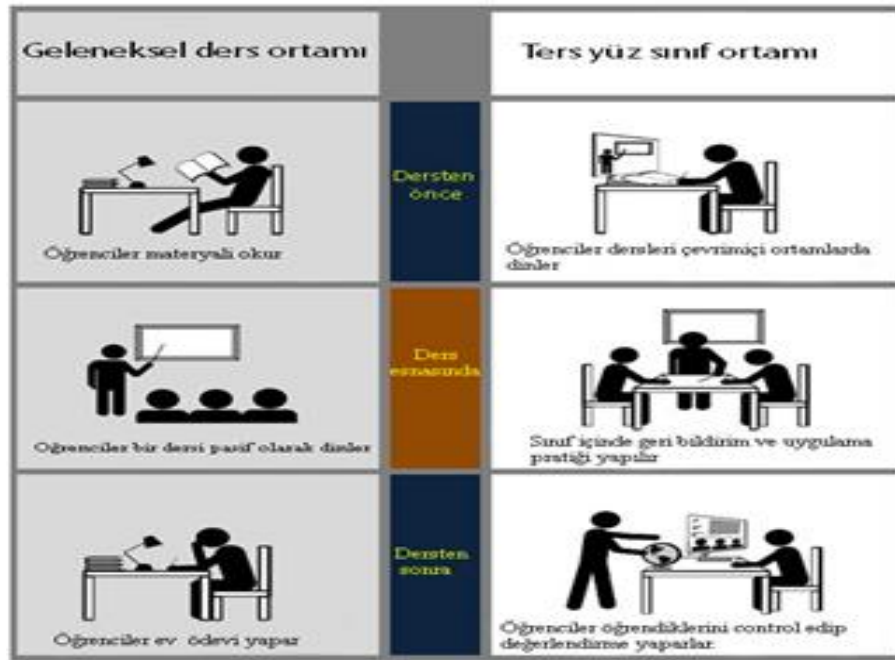 Geleneksel ders ortamı
Ters yüz sınıf ortamı
Öğrenciler materyali okur
Dersten
önce
Öğrenciler dersleri çevrimiçi ortamlarda
dinler
Öğrenciler bir dersi pasif olarak dinler
Ders
esnasında
Sınıf içinde geri bildirim ve uygulama
pratiği yapılır
Öğrenciler ev ödevi yapar
Dersten
sonra
Öğrenciler öğrendiklerini control edip
değerlendirme yaparlar.